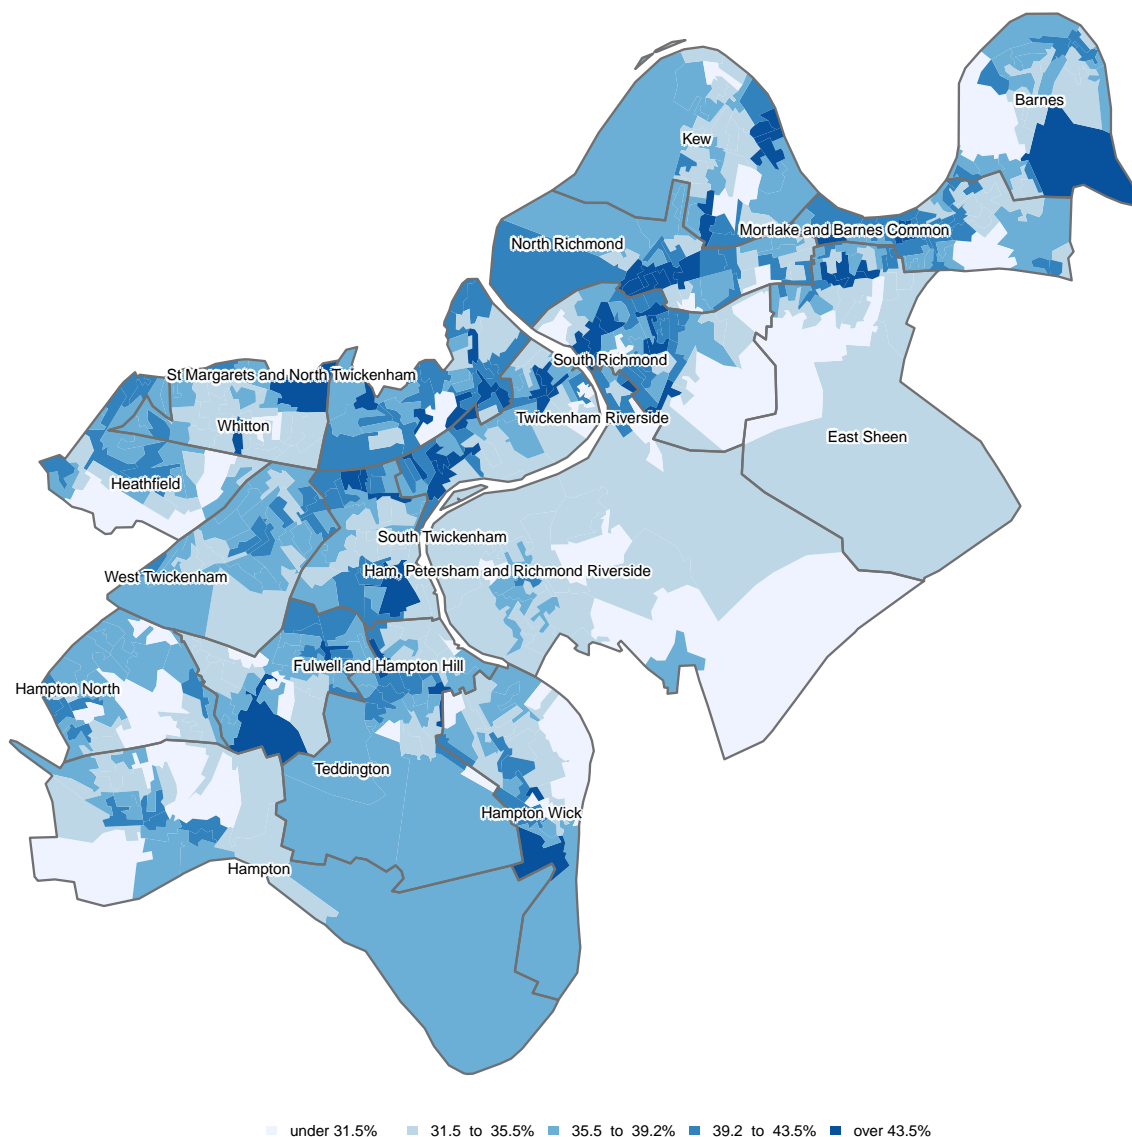 Barnes
Kew
Mortlake and Barnes Common
North Richmond
South Richmond
St Margarets and North Twickenham
Twickenham Riverside
Whitton
East Sheen
Heathfield
South Twickenham
Ham, Petersham and Richmond Riverside
West Twickenham
Fulwell and Hampton Hill
Hampton North
Teddington
Hampton Wick
Hampton
under 31.5% 31.5 to 35.5% 35.5 to 39.2% 39.2 to 43.5% over 43.5%